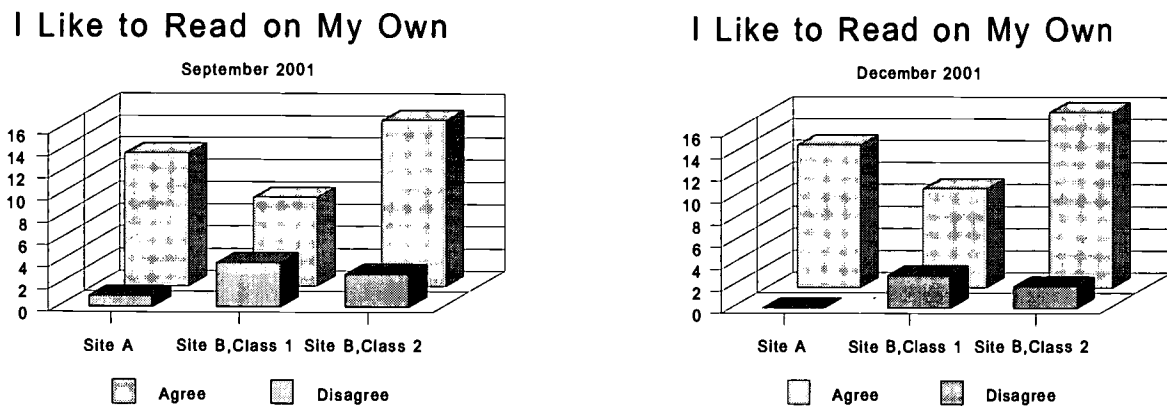 I Like to Read on My Own
September 2001
16
14
12
10
8
6
4
2
0
Site A
Site B,Class 1
Site B,Class 2
Agree
Disagree
I Like to Read on My Own
December 2001
16
14
12
10
8
6
4
2
0
Site A
Site B,Class 1
Site B,Class 2
Agree
Disagree